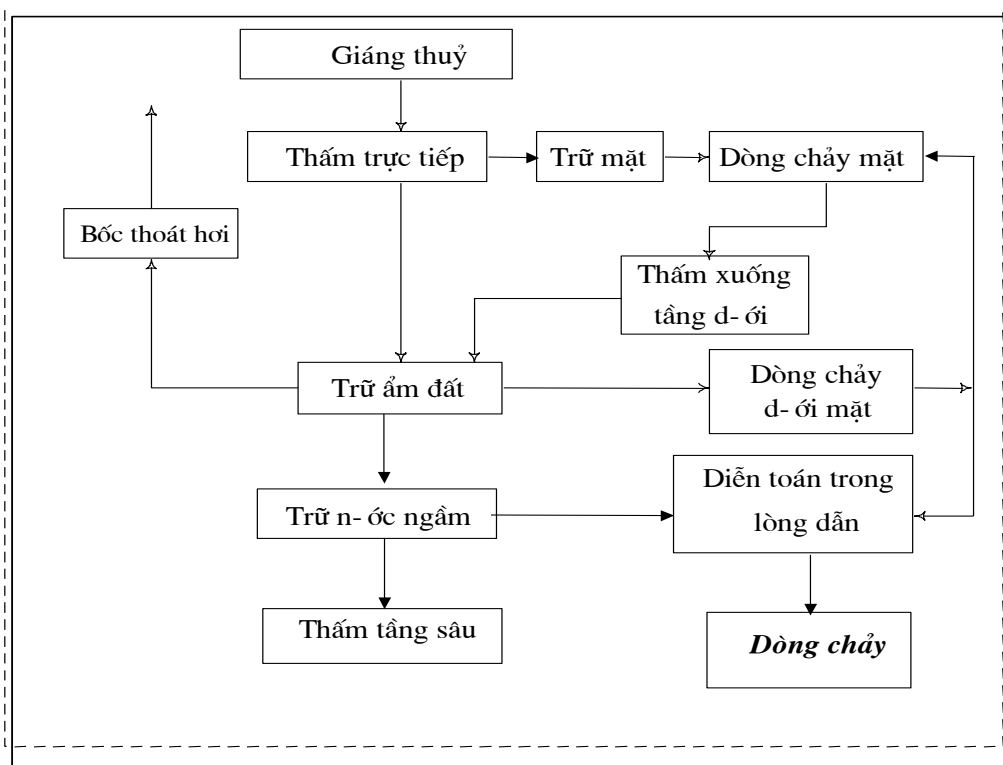 Giáng thuỷ
Thấm trực tiếp
Trữ mặt
Dòng chảy mặt
Bốc thoát hơi
Thấm xuống
tầng d- ới
Trữ ẩm đất
Dòng chảy
d- ới mặt
Diễn toán trong
lòng dẫn
Trữ n- ớc ngầm
Thấm tầng sâu
Dòng chảy